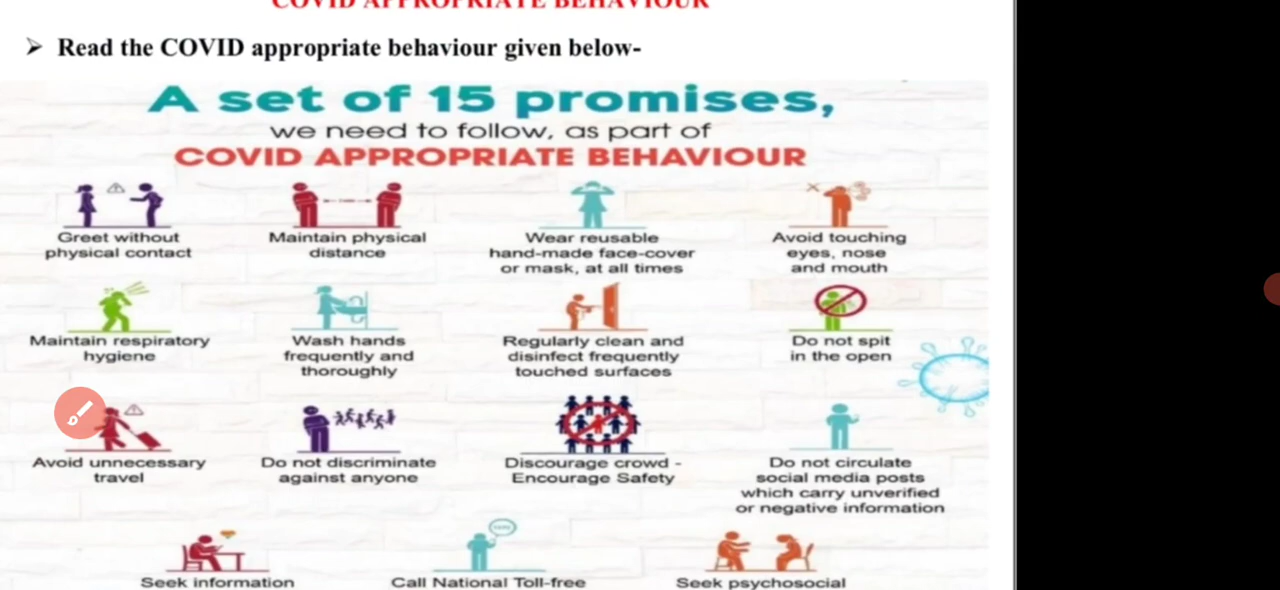 COVID APPROPRIATE BEHAVIOUR
➢ Read the COVID appropriate behaviour given below-
A set of 15 promises,
we need to follow, as part of
COVID APPROPRIATE BEHAVIOUR
Greet without
physical contact
Maintain physical
distance
Wear reusable
hand-made face-cover
or mask, at all times
Avoid touching
eyes, nose
and mouth
Maintain respiratory
hygiene
Wash hands
frequently and
thoroughly
Regularly clean and
disinfect frequently
touched surfaces
Do not spit
in the open
Avoid unnecessary
travel
Do not discriminate
against anyone
Discourage crowd -
Encourage Safety
Do not circulate
social media posts
which carry unverified
or negative information
Seek information
Call National Toll-free
Seek psychosocial